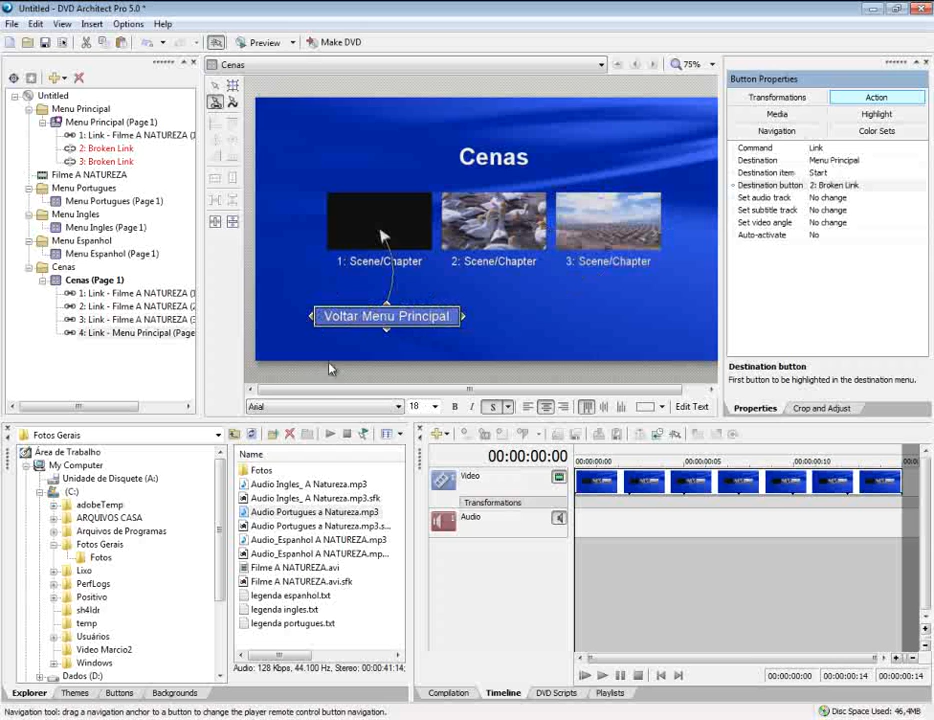 Untitled - DVD Architect Pro 5.0 *
File Edit View Insert Options Help
Preview Make DVD
Untitled
Menu Principal
Menu Principal (Page 1)
1: Link - Filme A NATUREZA (1
2: Broken Link
3: Broken Link
Filme A NATUREZA
Menu Portugues
Menu Portugues (Page 1)
Menu Ingles
Menu Ingles (Page 1)
Menu Espanhol
Menu Espanhol (Page 1)
Cenas
Cenas (Page 1)
1: Link - Filme A NATUREZA (
2: Link - Filme A NATUREZA (
3: Link - Filme A NATUREZA (
4: Link - Menu Principal (Page
Cenas
75%
Cenas
1: Scene/Chapter
2: Scene/Chapter
3: Scene/Chapter
Voltar Menu Principal
Arial 18 B I S Edit Text
Button Properties
Transformations Action
Media Highlight
Navigation Color Sets
Command Link
Destination Menu Principal
Destination item Start
Destination button 2: Broken Link
Set audio track No change
Set subtitle track No change
Set video angle No change
Auto-activate No
Destination button
First button to be highlighted in the destination menu.
Properties Crop and Adjust
Fotos Gerais
Área de Trabalho
My Computer
Unidade de Disquete (A:)
(C:)
adobeTemp
ARQUIVOS CASA
Arquivos de Programas
Fotos Gerais
Fotos
Lixo
PerfLogs
Positivo
sh4ldr
temp
Usuários
Video Marcio2
Windows
Dados (D:)
Name
Fotos
Audio Ingles_ A Natureza.mp3
Audio Ingles_ A Natureza.mp3.sfk
Audio Portugues a Natureza.mp3
Audio Portugues a Natureza.mp3.s...
Audio_Espanhol A NATUREZA.mp3
Audio_Espanhol A NATUREZA.mp...
Filme A NATUREZA.avi
Filme A NATUREZA.avi.sfk
legenda espanhol.txt
legenda ingles.txt
legenda portugues.txt
Audio: 128 Kbps, 44.100 Hz, Stereo; 00:00:41:14;
Explorer Themes Buttons Backgrounds
00:00:00:00
00:00:00:00 00:00:00:05 00:00:00:10 00:0
Video
Transformations
Audio
00:00:00:00 00:00:00:14 00:00:00:14
Compilation Timeline DVD Scripts Playlists
Navigation tool: drag a navigation anchor to a button to change the player remote control button navigation.
Disc Space Used: 46,4MB